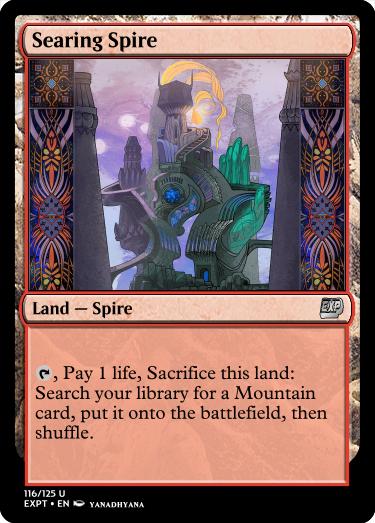 Searing Spire
Land — Spire
EXP
, Pay 1 life, Sacrifice this land:
Search your library for a Mountain
card, put it onto the battlefield, then
shuffle.
116/125 U
EXPT • EN YANADHYANA